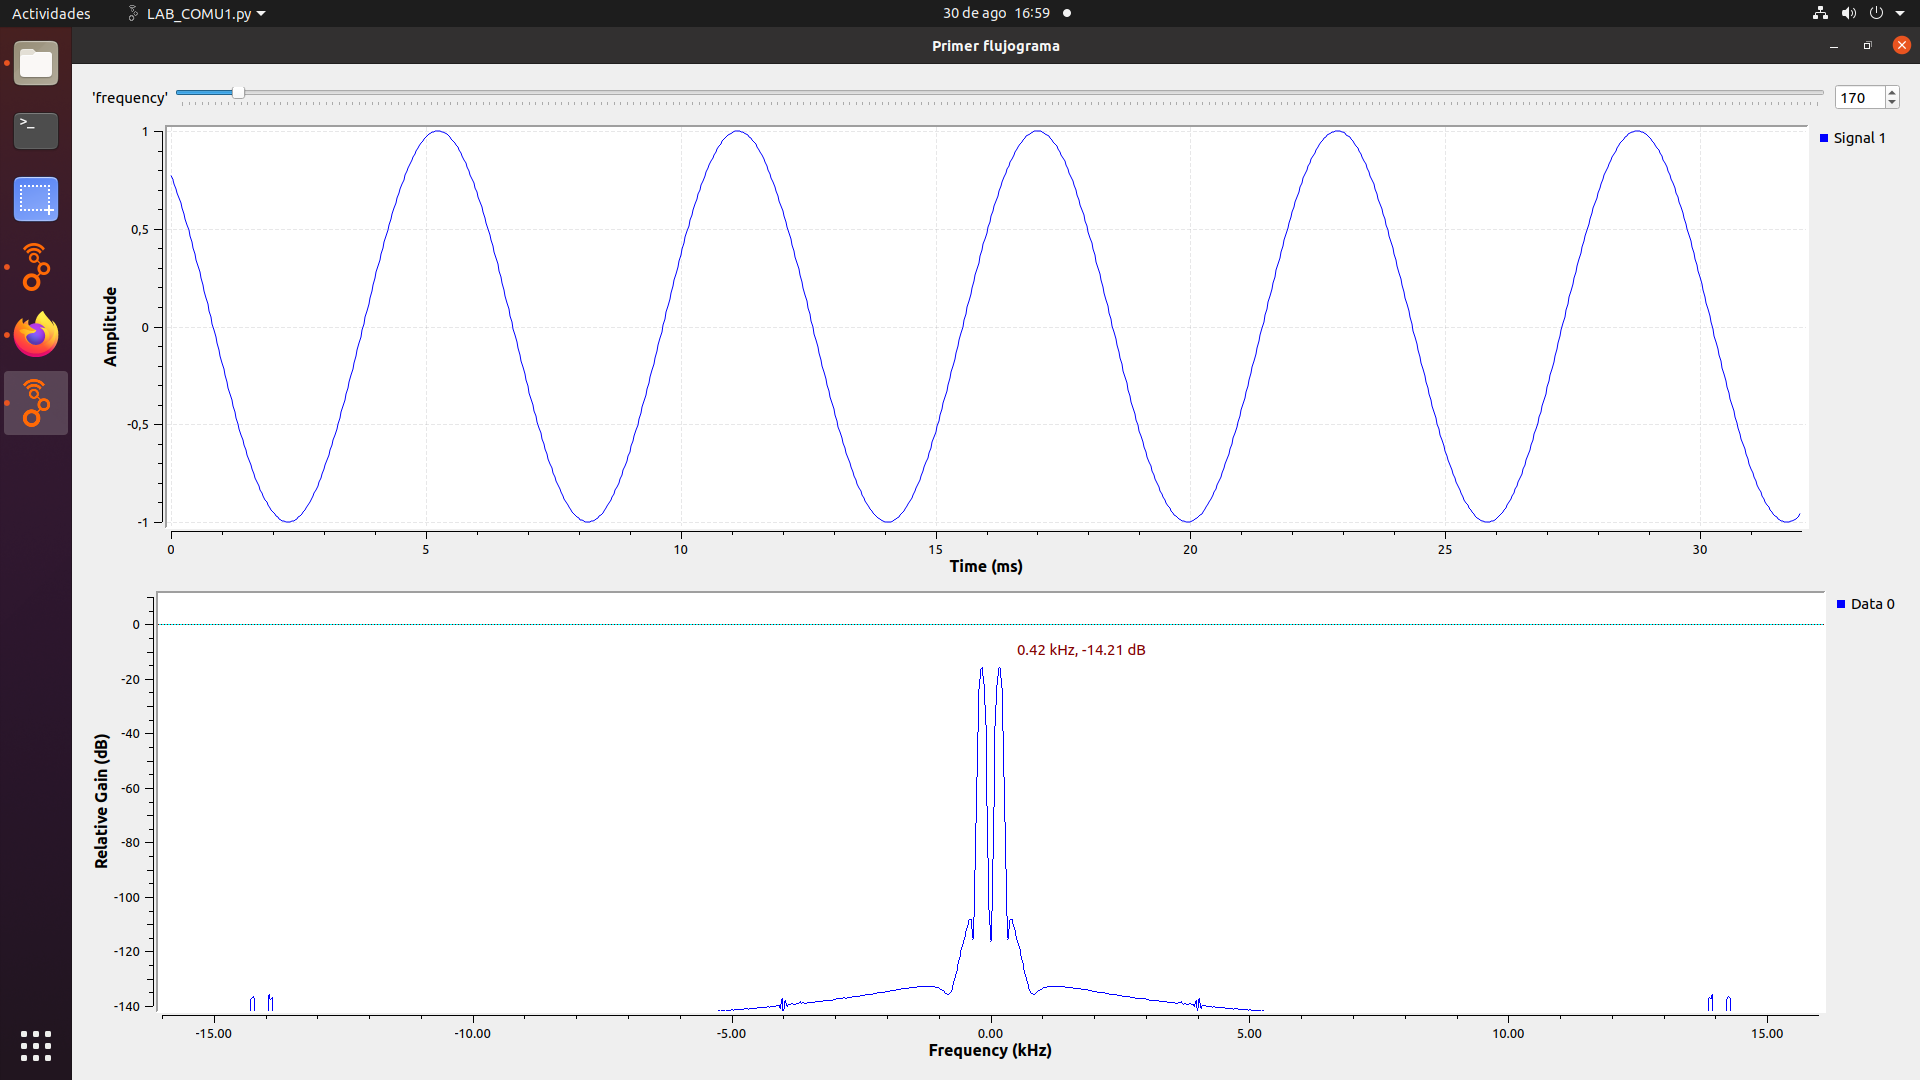 Actividades LAB_COMU1.py 30 de ago 16:59
Primer flujograma
'frequency' 170
Signal 1
1
0,5
0
-0,5
-1
Amplitude
0 5 10 15 20 25 30
Time (ms)
Data 0
0.42 kHz, -14.21 dB
0
-20
-40
-60
-80
-100
-120
-140
Relative Gain (dB)
-15.00 -10.00 -5.00 0.00 5.00 10.00 15.00
Frequency (kHz)